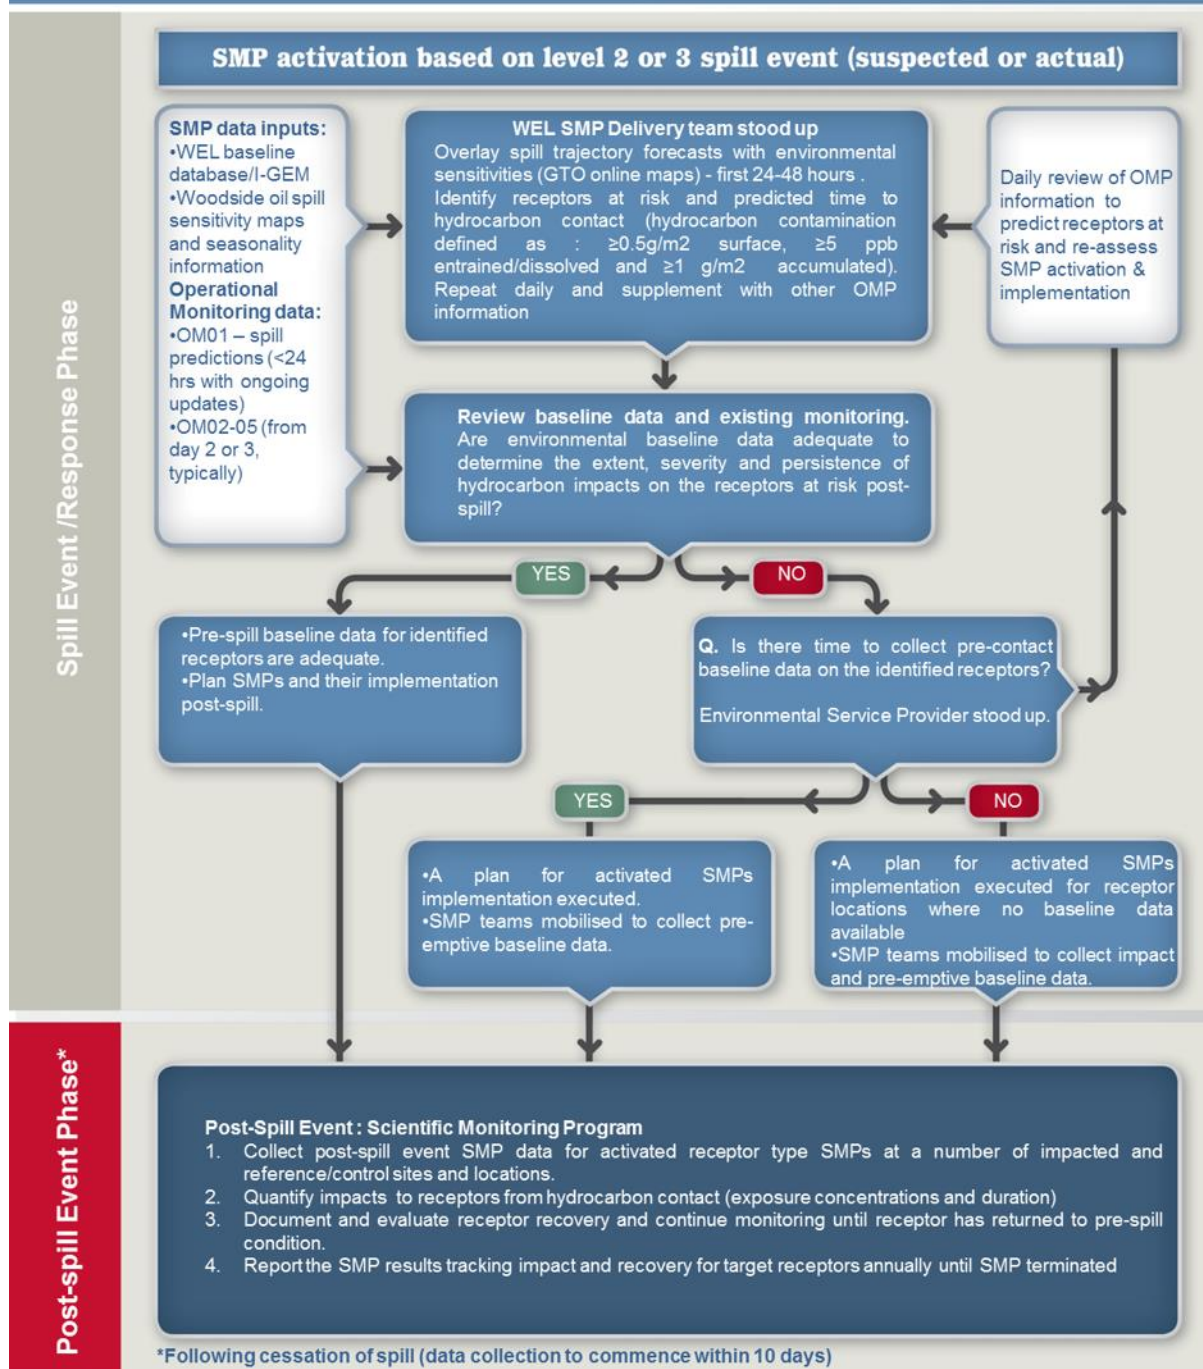 SMP activation based on level 2 or 3 spill event (suspected or actual)
SMP data inputs:
•WEL baseline
database/I-GEM
•Woodside oil spill
sensitivity maps
and seasonality
information
Operational
Monitoring data:
•OM01 – spill
predictions (<24
hrs with ongoing
updates)
•OM02-05 (from
day 2 or 3,
typically)
WEL SMP Delivery team stood up
Overlay spill trajectory forecasts with environmental
sensitivities (GTO online maps) - first 24-48 hours .
Identify receptors at risk and predicted time to
hydrocarbon contact (hydrocarbon contamination
defined as : ≥0.5g/m2 surface, ≥5 ppb
entrained/dissolved and ≥1 g/m2 accumulated).
Repeat daily and supplement with other OMP
information
Daily review of OMP
information to
predict receptors at
risk and re-assess
SMP activation &
implementation
Review baseline data and existing monitoring.
Are environmental baseline data adequate to
determine the extent, severity and persistence of
hydrocarbon impacts on the receptors at risk post-
spill?
YES
NO
•Pre-spill baseline data for identified
receptors are adequate.
•Plan SMPs and their implementation
post-spill.
Q. Is there time to collect pre-contact
baseline data on the identified receptors?
Environmental Service Provider stood up.
YES
NO
•A plan for activated SMPs
implementation executed.
•SMP teams mobilised to collect pre-
emptive baseline data.
•A plan for activated SMPs
implementation executed for receptor
locations where no baseline data
available
•SMP teams mobilised to collect impact
and pre-emptive baseline data.
Spill Event /Response Phase
Post-spill Event Phase*
Post-Spill Event : Scientific Monitoring Program
1. Collect post-spill event SMP data for activated receptor type SMPs at a number of impacted and
reference/control sites and locations.
2. Quantify impacts to receptors from hydrocarbon contact (exposure concentrations and duration)
3. Document and evaluate receptor recovery and continue monitoring until receptor has returned to pre-spill
condition.
4. Report the SMP results tracking impact and recovery for target receptors annually until SMP terminated
*Following cessation of spill (data collection to commence within 10 days)